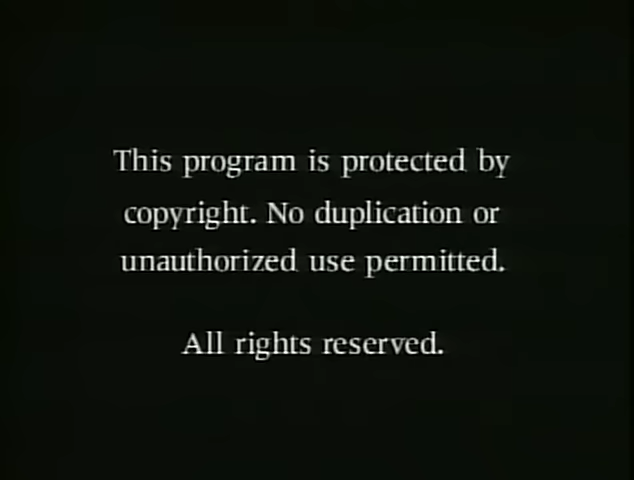 This program is protected by
copyright. No duplication or
unauthorized use permitted.
All rights reserved.